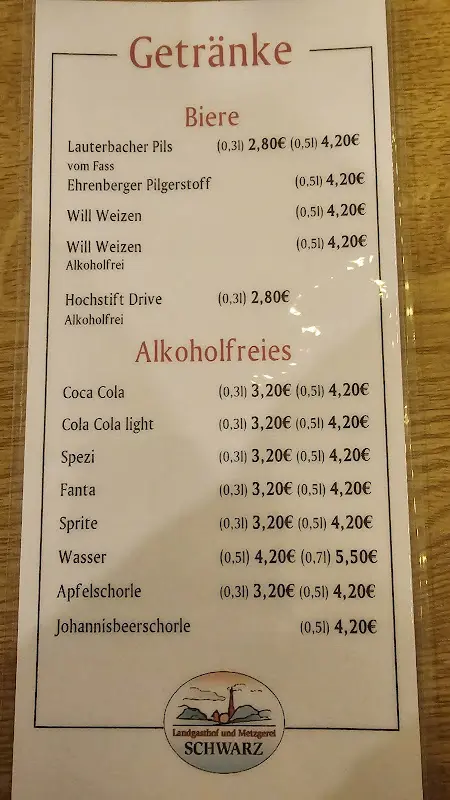 Getränke
Biere
Lauterbacher Pils (0,3l) 2,80€ (0,5l) 4,20€
vom Fass
Ehrenberger Pilgerstoff (0,5l) 4,20€
Will Weizen (0,5l) 4,20€
Will Weizen (0,5l) 4,20€
Alkoholfrei
Hochstift Drive (0,3l) 2,80€
Alkoholfrei
Alkoholfreies
Coca Cola (0,3l) 3,20€ (0,5l) 4,20€
Cola Cola light (0,3l) 3,20€ (0,5l) 4,20€
Spezi (0,3l) 3,20€ (0,5l) 4,20€
Fanta (0,3l) 3,20€ (0,5l) 4,20€
Sprite (0,3l) 3,20€ (0,5l) 4,20€
Wasser (0,5l) 4,20€ (0,7l) 5,50€
Apfelschorle (0,3l) 3,20€ (0,5l) 4,20€
Johannisbeerschorle (0,5l) 4,20€
Landgasthof und Metzgerei
SCHWARZ